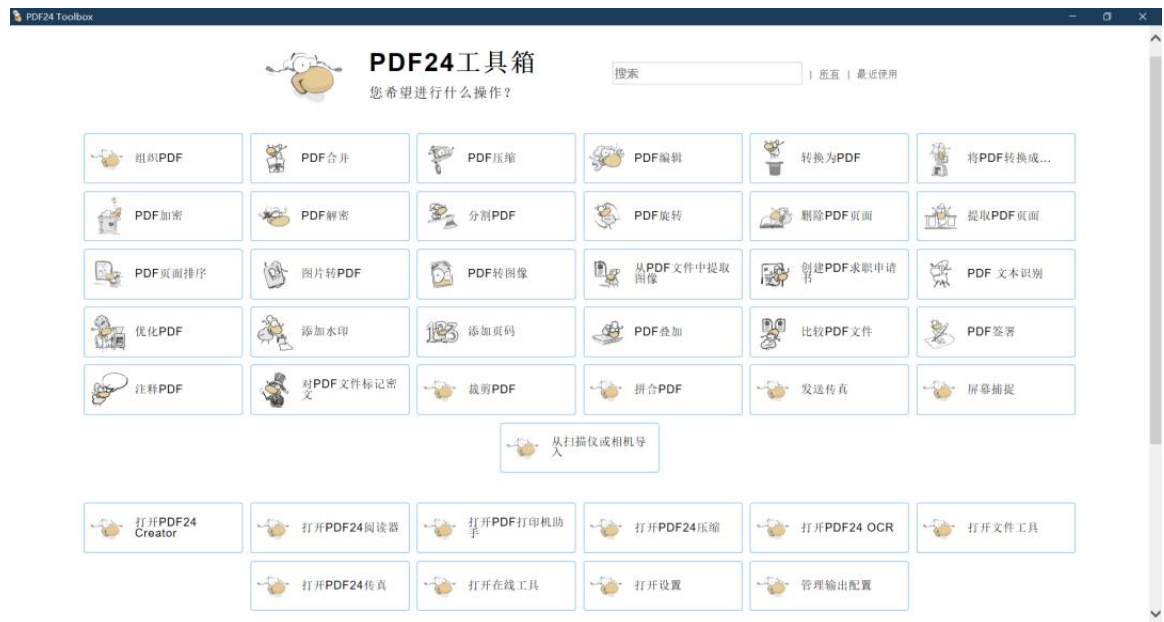 PDF24 Toolbox
PDF24工具箱
您希望进行什么操作？
搜索
| 所有 | 最近使用
组织PDF
PDF合并
PDF压缩
PDF编辑
转换为PDF
将PDF转换成...
PDF加密
PDF解密
分割PDF
PDF旋转
删除PDF页面
提取PDF页面
PDF页面排序
图片转PDF
PDF转图像
从PDF文件中提取
图像
创建PDF求职申请
书
PDF 文本识别
优化PDF
添加水印
添加页码
PDF叠加
比较PDF文件
PDF签署
注释PDF
对PDF文件标记密
文
裁剪PDF
拼合PDF
发送传真
屏幕捕捉
从扫描仪或相机导
入
打开PDF24
Creator
打开PDF24阅读器
打开PDF打印机助
手
打开PDF24压缩
打开PDF24 OCR
打开文件工具
打开PDF24传真
打开在线工具
打开设置
管理输出配置